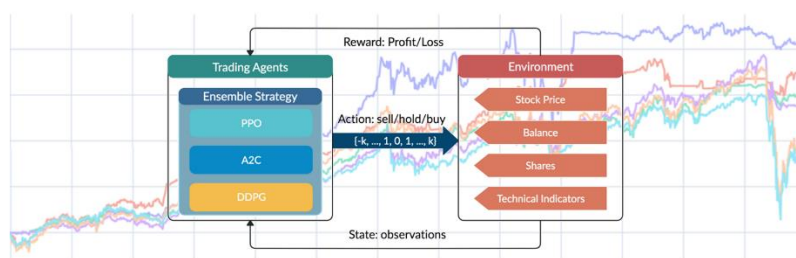 Reward: Profit/Loss
Trading Agents
Environment
Ensemble Strategy
PPO
A2C
DDPG
Action: sell/hold/buy
{-k, ..., 1, 0, 1, ..., k}
Stock Price
Balance
Shares
Technical Indicators
State: observations